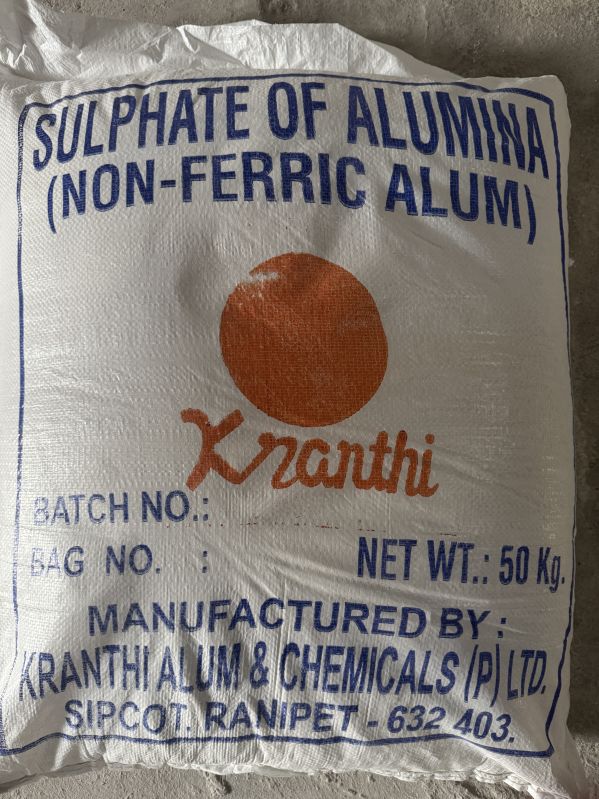 SULPHATE OF ALUMINA
(NON-FERRIC ALUM)
Kranthi
BATCH NO.:
BAG NO. : NET WT.: 50 Kg.
MANUFACTURED BY :
KRANTHI ALUM & CHEMICALS (P) LTD.
SIPCOT. RANIPET - 632 403.